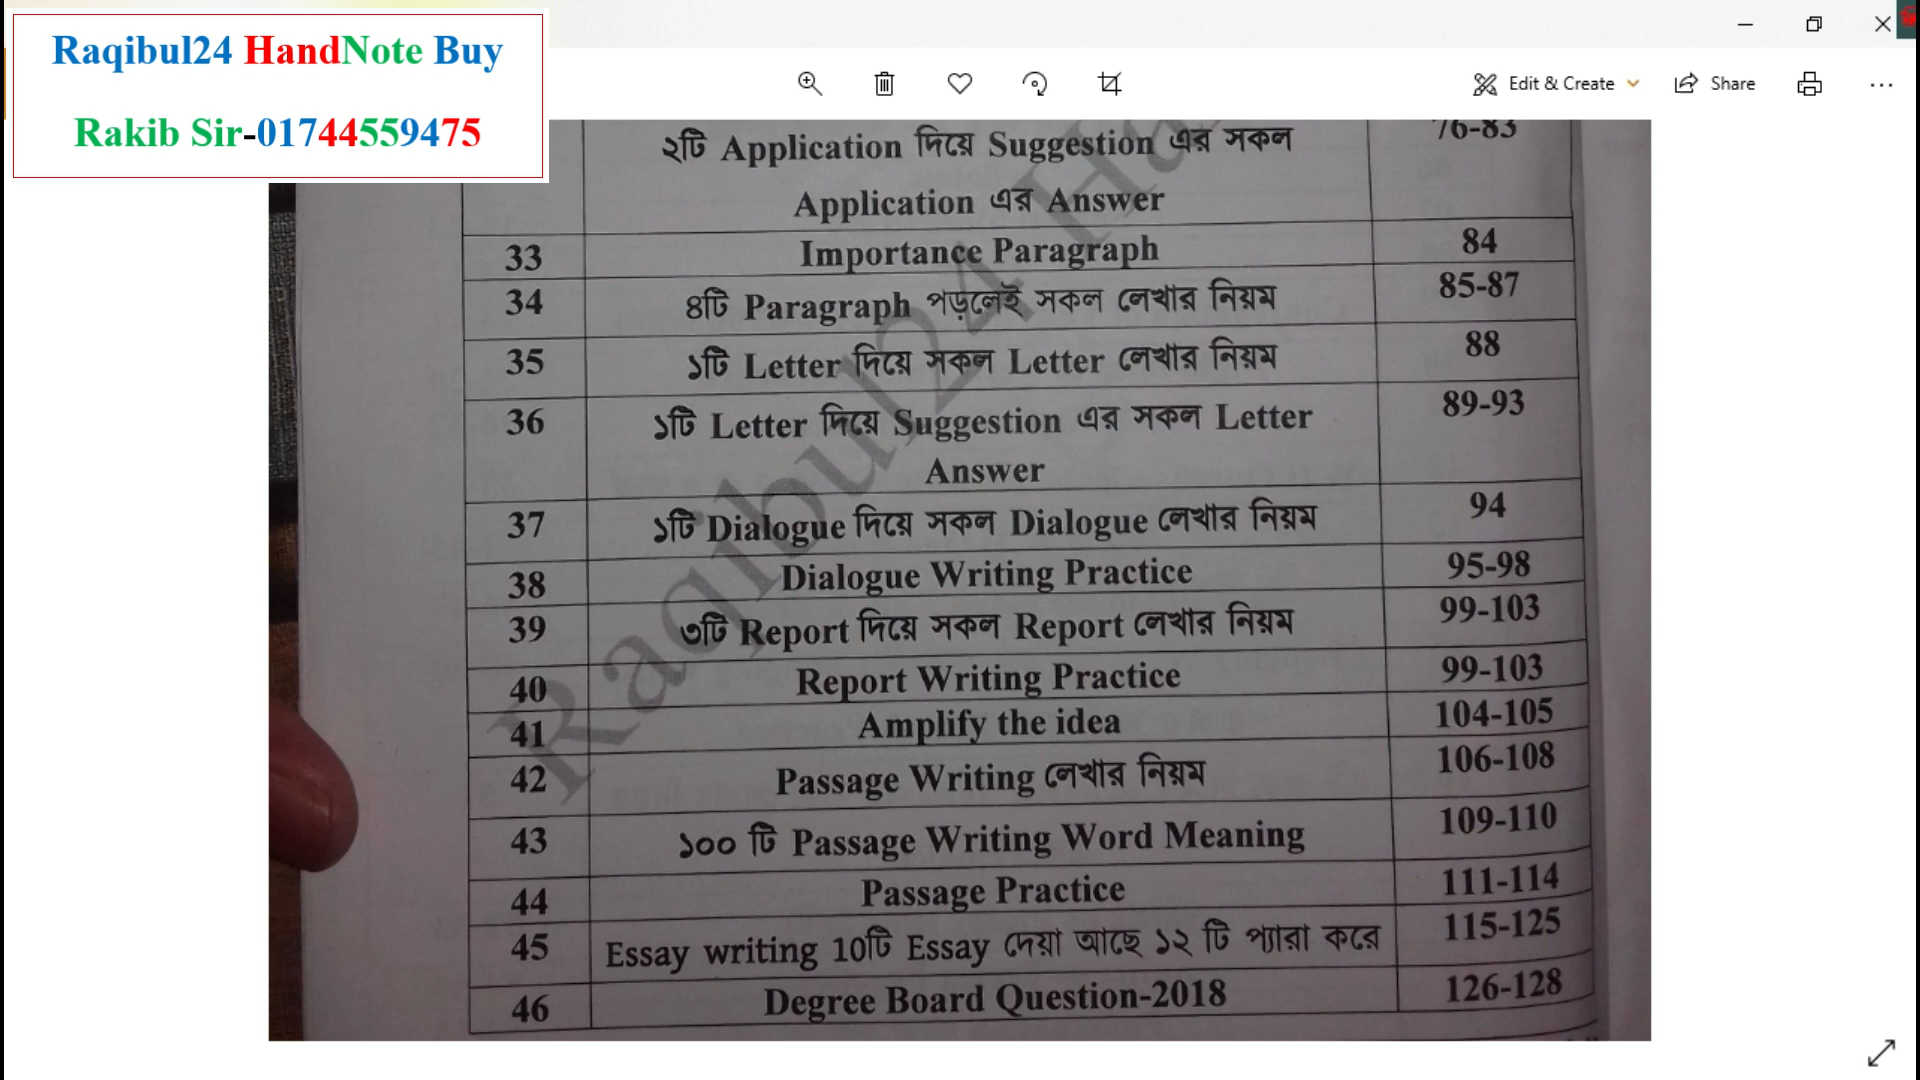 Raqibul24 HandNote Buy
Rakib Sir-01744559475
Edit & Create
Share
২টি Application দিয়ে Suggestion এর সকল 76-83
Application এর Answer
33 Importance Paragraph 84
34 ৪টি Paragraph পড়লেই সকল লেখার নিয়ম 85-87
35 ১টি Letter দিয়ে সকল Letter লেখার নিয়ম 88
36 ১টি Letter দিয়ে Suggestion এর সকল Letter 89-93
Answer
37 ১টি Dialogue দিয়ে সকল Dialogue লেখার নিয়ম 94
38 Dialogue Writing Practice 95-98
39 ৩টি Report দিয়ে সকল Report লেখার নিয়ম 99-103
40 Report Writing Practice 99-103
41 Amplify the idea 104-105
42 Passage Writing লেখার নিয়ম 106-108
43 ১০০ টি Passage Writing Word Meaning 109-110
44 Passage Practice 111-114
45 Essay writing 10টি Essay দেয়া আছে ১২ টি প্যারা করে 115-125
46 Degree Board Question-2018 126-128
Raqibul24